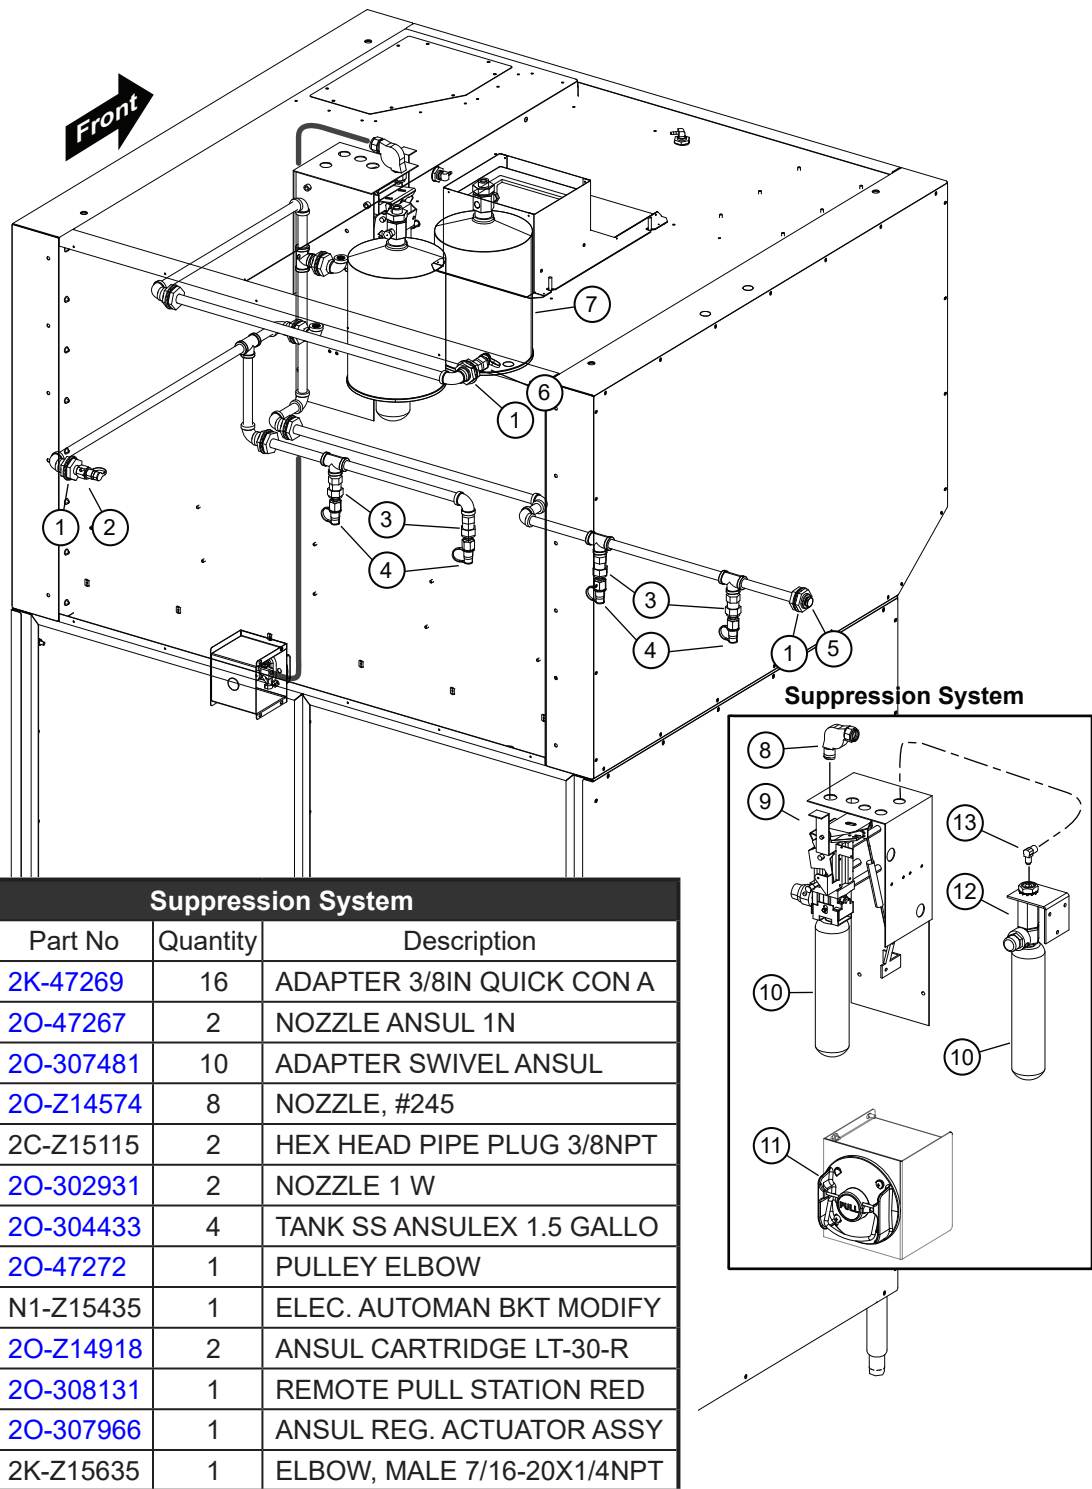 Front
7
6
1
1
2
3
4
3
4
1
5
Suppression System
8
9
13
12
10
10
11
PULL
Suppression System
Part No Quantity Description
2K-47269 16 ADAPTER 3/8IN QUICK CON A
2O-47267 2 NOZZLE ANSUL 1N
2O-307481 10 ADAPTER SWIVEL ANSUL
2O-Z14574 8 NOZZLE, #245
2C-Z15115 2 HEX HEAD PIPE PLUG 3/8NPT
2O-302931 2 NOZZLE 1 W
2O-304433 4 TANK SS ANSULEX 1.5 GALLO
2O-47272 1 PULLEY ELBOW
N1-Z15435 1 ELEC. AUTOMAN BKT MODIFY
2O-Z14918 2 ANSUL CARTRIDGE LT-30-R
2O-308131 1 REMOTE PULL STATION RED
2O-307966 1 ANSUL REG. ACTUATOR ASSY
2K-Z15635 1 ELBOW, MALE 7/16-20X1/4NPT